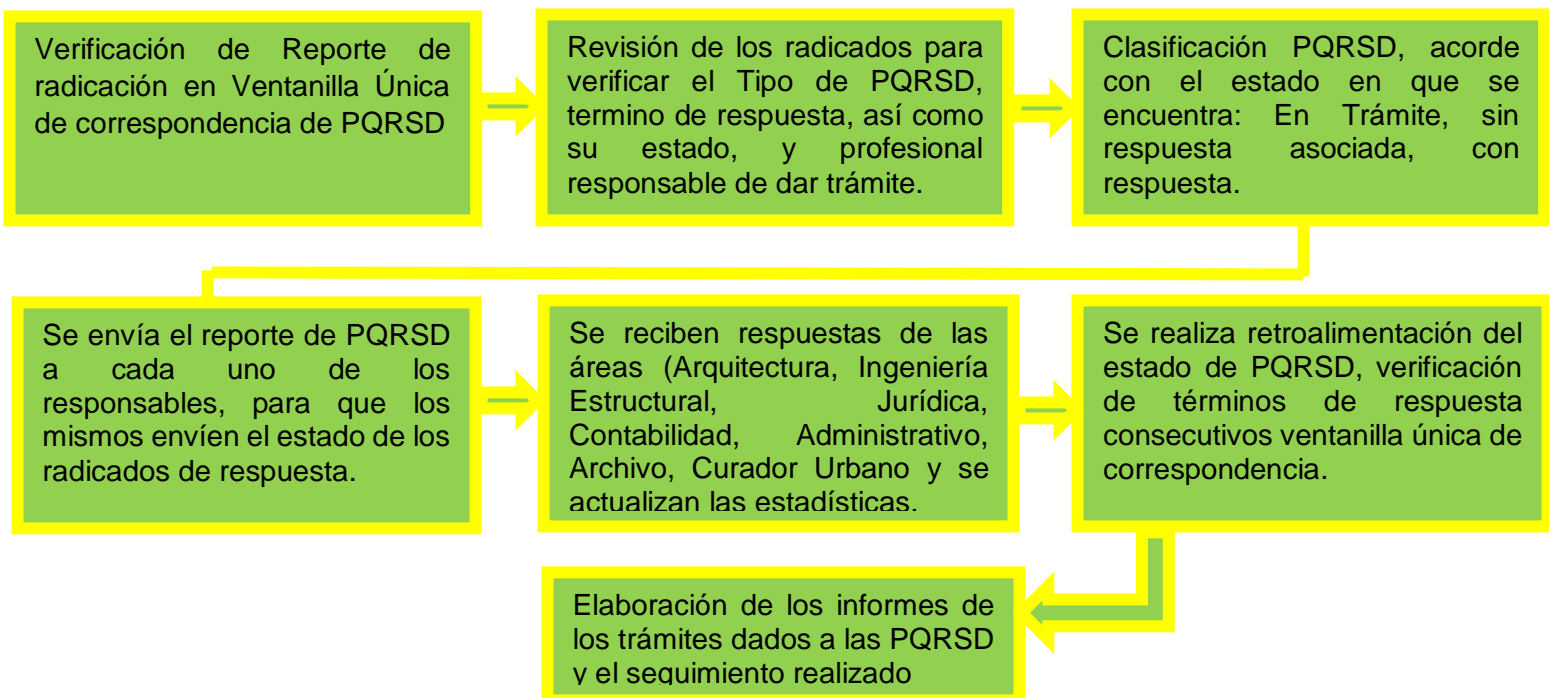 Verificación de Reporte de
radicación en Ventanilla Única
de correspondencia de PQRSD
Revisión de los radicados para
verificar el Tipo de PQRSD,
termino de respuesta, así como
su estado, y profesional
responsable de dar trámite.
Clasificación PQRSD, acorde
con el estado en que se
encuentra: En Trámite, sin
respuesta asociada, con
respuesta.
Se envía el reporte de PQRSD
a cada uno de los
responsables, para que los
mismos envíen el estado de los
radicados de respuesta.
Se reciben respuestas de las
áreas (Arquitectura, Ingeniería
Estructural, Jurídica,
Contabilidad, Administrativo,
Archivo, Curador Urbano y se
actualizan las estadísticas.
Se realiza retroalimentación del
estado de PQRSD, verificación
de términos de respuesta
consecutivos ventanilla única de
correspondencia.
Elaboración de los informes de
los trámites dados a las PQRSD
y el seguimiento realizado